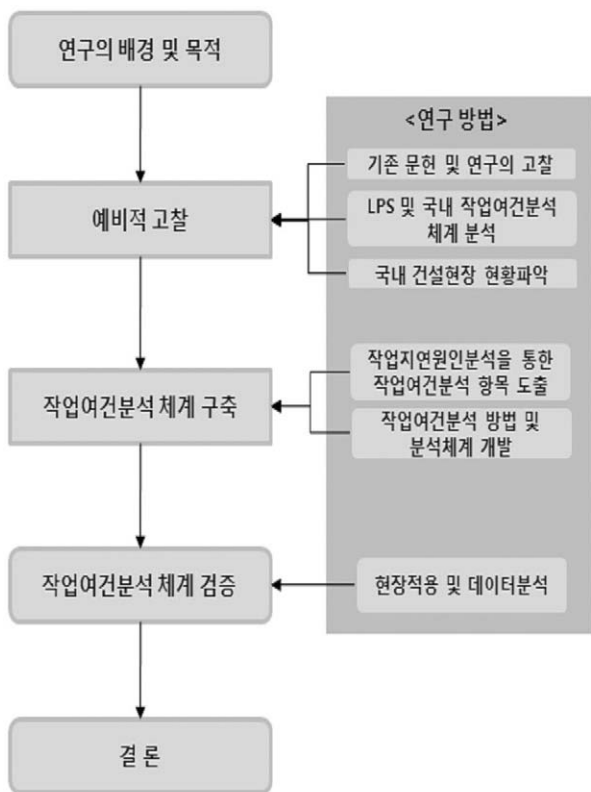 연구의 배경 및 목적
<연구 방법>
기존 문헌 및 연구의 고찰
예비적 고찰
LPS 및 국내 작업여건분석
체계 분석
국내 건설현장 현황파악
작업지연원인분석을 통한
작업여건분석 항목 도출
작업여건분석 체계 구축
작업여건분석 방법 및
분석체계 개발
작업여건분석 체계 검증
현장적용 및 데이터분석
결 론